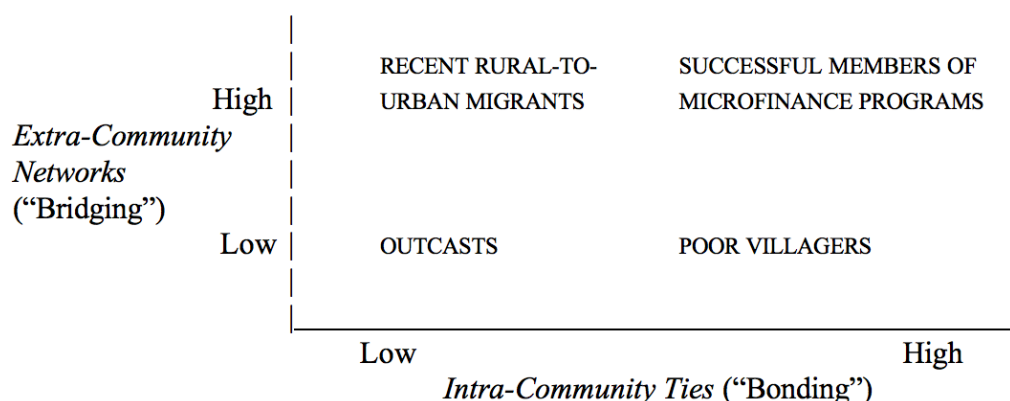 RECENT RURAL-TO-
URBAN MIGRANTS
SUCCESSFUL MEMBERS OF
MICROFINANCE PROGRAMS
High
Extra-Community
Networks
(“Bridging”)
Low
OUTCASTS
POOR VILLAGERS
Low
High
Intra-Community Ties (“Bonding”)